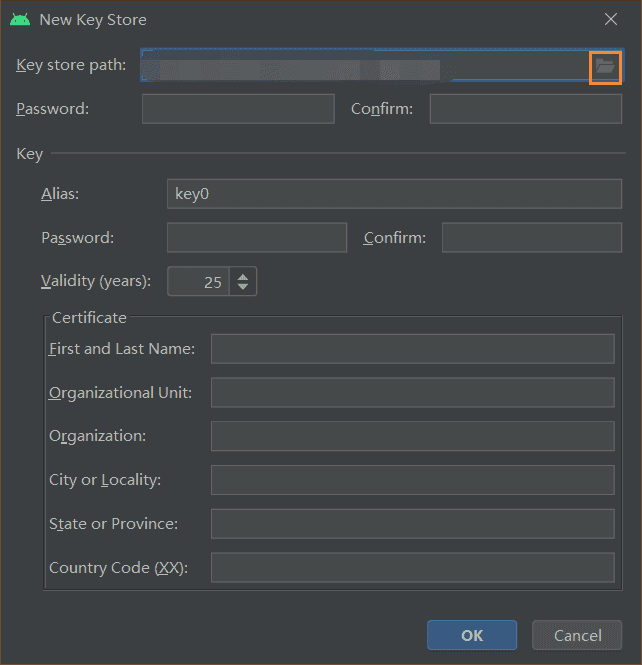 New Key Store
Key store path:
Password: Confirm:
Key
Alias: key0
Password: Confirm:
Validity (years): 25
Certificate
First and Last Name:
Organizational Unit:
Organization:
City or Locality:
State or Province:
Country Code (XX):
OK Cancel